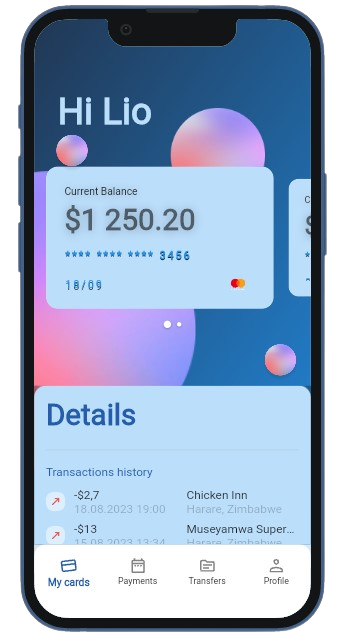 Hi Lio
Current Balance
$1 250.20
**** **** **** 3456
18/09
Details
Transactions history
-$2,7 Chicken Inn
18.08.2023 19:00 Harare, Zimbabwe
-$13 Museyamwa Super...
15.08.2023 13:34 Harare, Zimbabwe
My cards Payments Transfers Profile